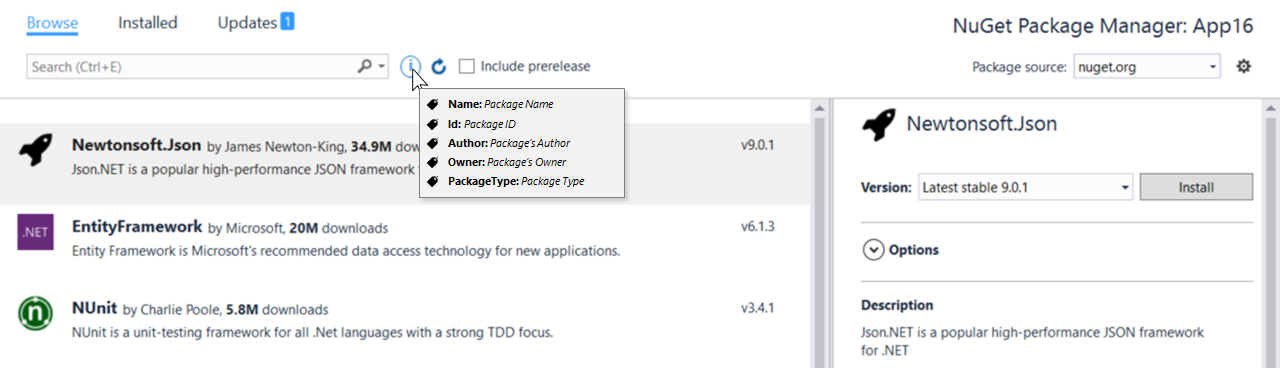 Browse Installed Updates 1
NuGet Package Manager: App16
Search (Ctrl+E)
Include prerelease
Package source: nuget.org
Name: Package Name
Id: Package ID
Author: Package's Author
Owner: Package's Owner
PackageType: Package Type
Newtonsoft.Json by James Newton-King, 34.9M dow
v9.0.1
Json.NET is a popular high-performance JSON framework
.NET
EntityFramework by Microsoft, 20M downloads
v6.1.3
Entity Framework is Microsoft's recommended data access technology for new applications.
n
NUnit by Charlie Poole, 5.8M downloads
v3.4.1
NUnit is a unit-testing framework for all .Net languages with a strong TDD focus.
Newtonsoft.Json
Version: Latest stable 9.0.1 Install
Options
Description
Json.NET is a popular high-performance JSON framework
for .NET